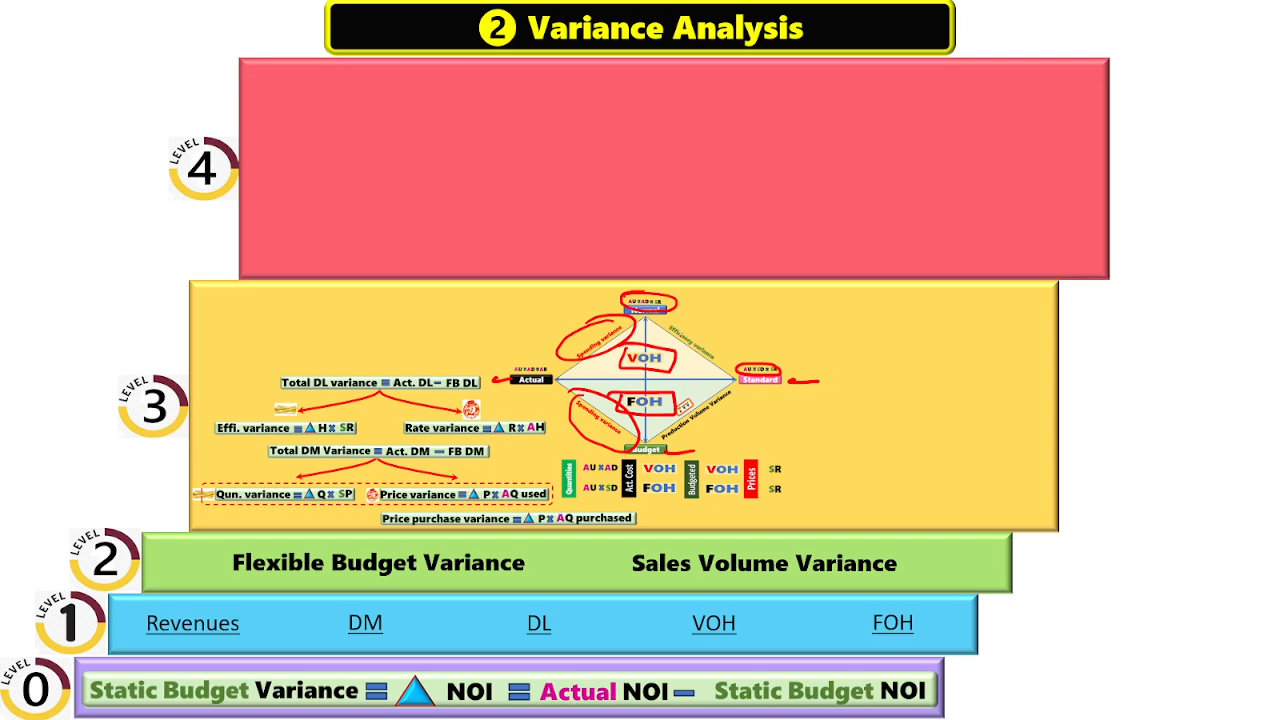 2 Variance Analysis
LEVEL 4
LEVEL 3
AU X AD X SR
Spending variance
Efficiency variance
VOH
AU X AD X AR
Actual
Standard
Total DL variance = Act. DL – FB DL
FOH
Spending variance
Production Volume Variance
Effi. variance = △ H X SR
Rate variance = △ R X AH
Budget
Total DM Variance = Act. DM – FB DM
Quantities
AU X AD
AU X SD
Act. Cost
VOH
FOH
Budgeted
VOH
FOH
Prices
SR
SR
Qun. variance = △ Q X SP
Price variance = △ P X AQ used
Price purchase variance = △ P X AQ purchased
LEVEL 2
Flexible Budget Variance
Sales Volume Variance
LEVEL 1
Revenues
DM
DL
VOH
FOH
LEVEL 0
Static Budget Variance = △ NOI = Actual NOI – Static Budget NOI